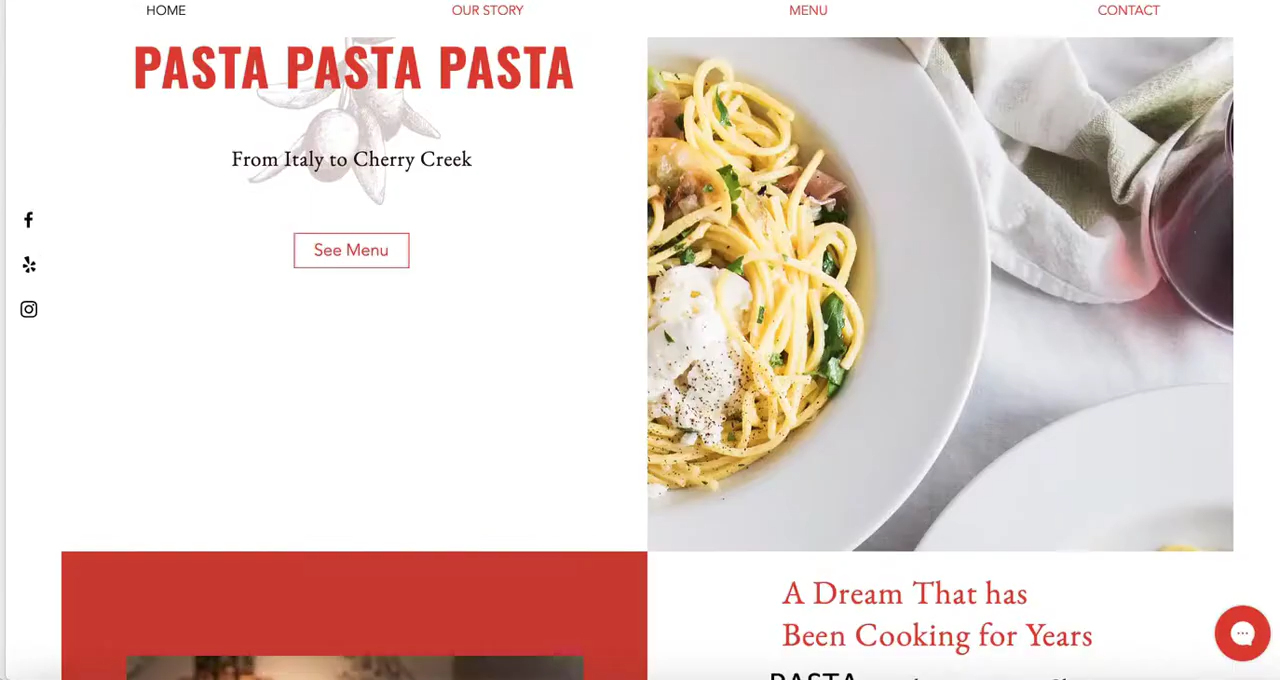 HOME
OUR STORY
MENU
CONTACT
PASTA PASTA PASTA
From Italy to Cherry Creek
See Menu
A Dream That has
Been Cooking for Years
PASTA